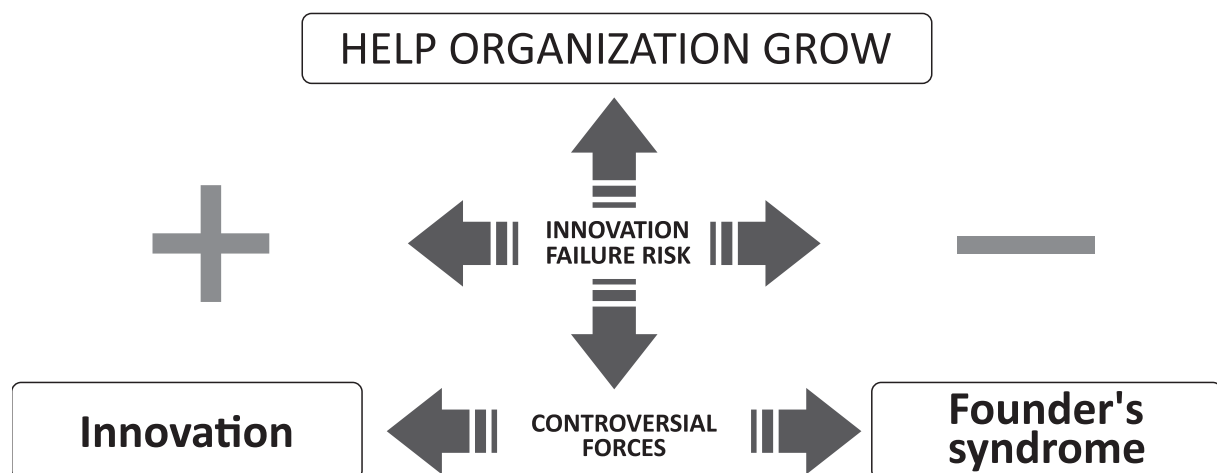 HELP ORGANIZATION GROW
INNOVATION
FAILURE RISK
Innovation
CONTROVERSIAL
FORCES
Founder's
syndrome